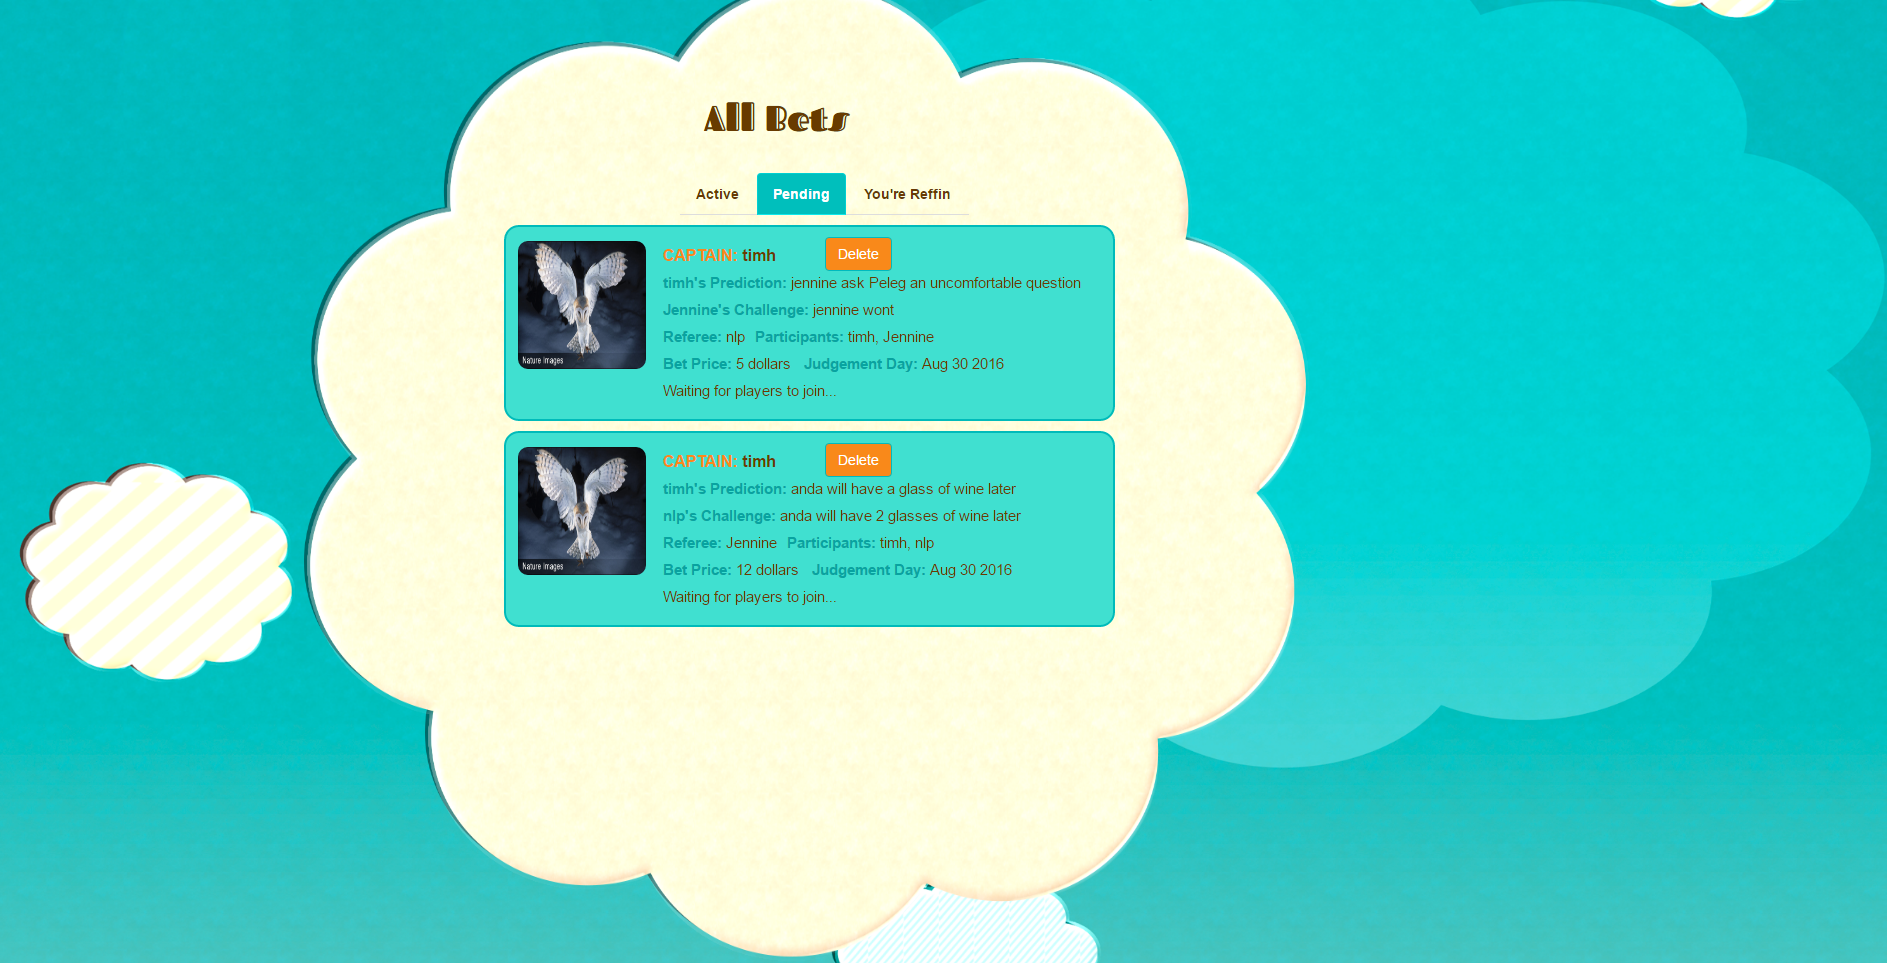 All Bets
Active Pending You're Reffin
CAPTAIN: timh Delete
timh's Prediction: jennine ask Peleg an uncomfortable question
Jennine's Challenge: jennine wont
Referee: nlp Participants: timh, Jennine
Bet Price: 5 dollars Judgement Day: Aug 30 2016
Waiting for players to join...
Nature Images
CAPTAIN: timh Delete
timh's Prediction: anda will have a glass of wine later
nlp's Challenge: anda will have 2 glasses of wine later
Referee: Jennine Participants: timh, nlp
Bet Price: 12 dollars Judgement Day: Aug 30 2016
Waiting for players to join...
Nature Images